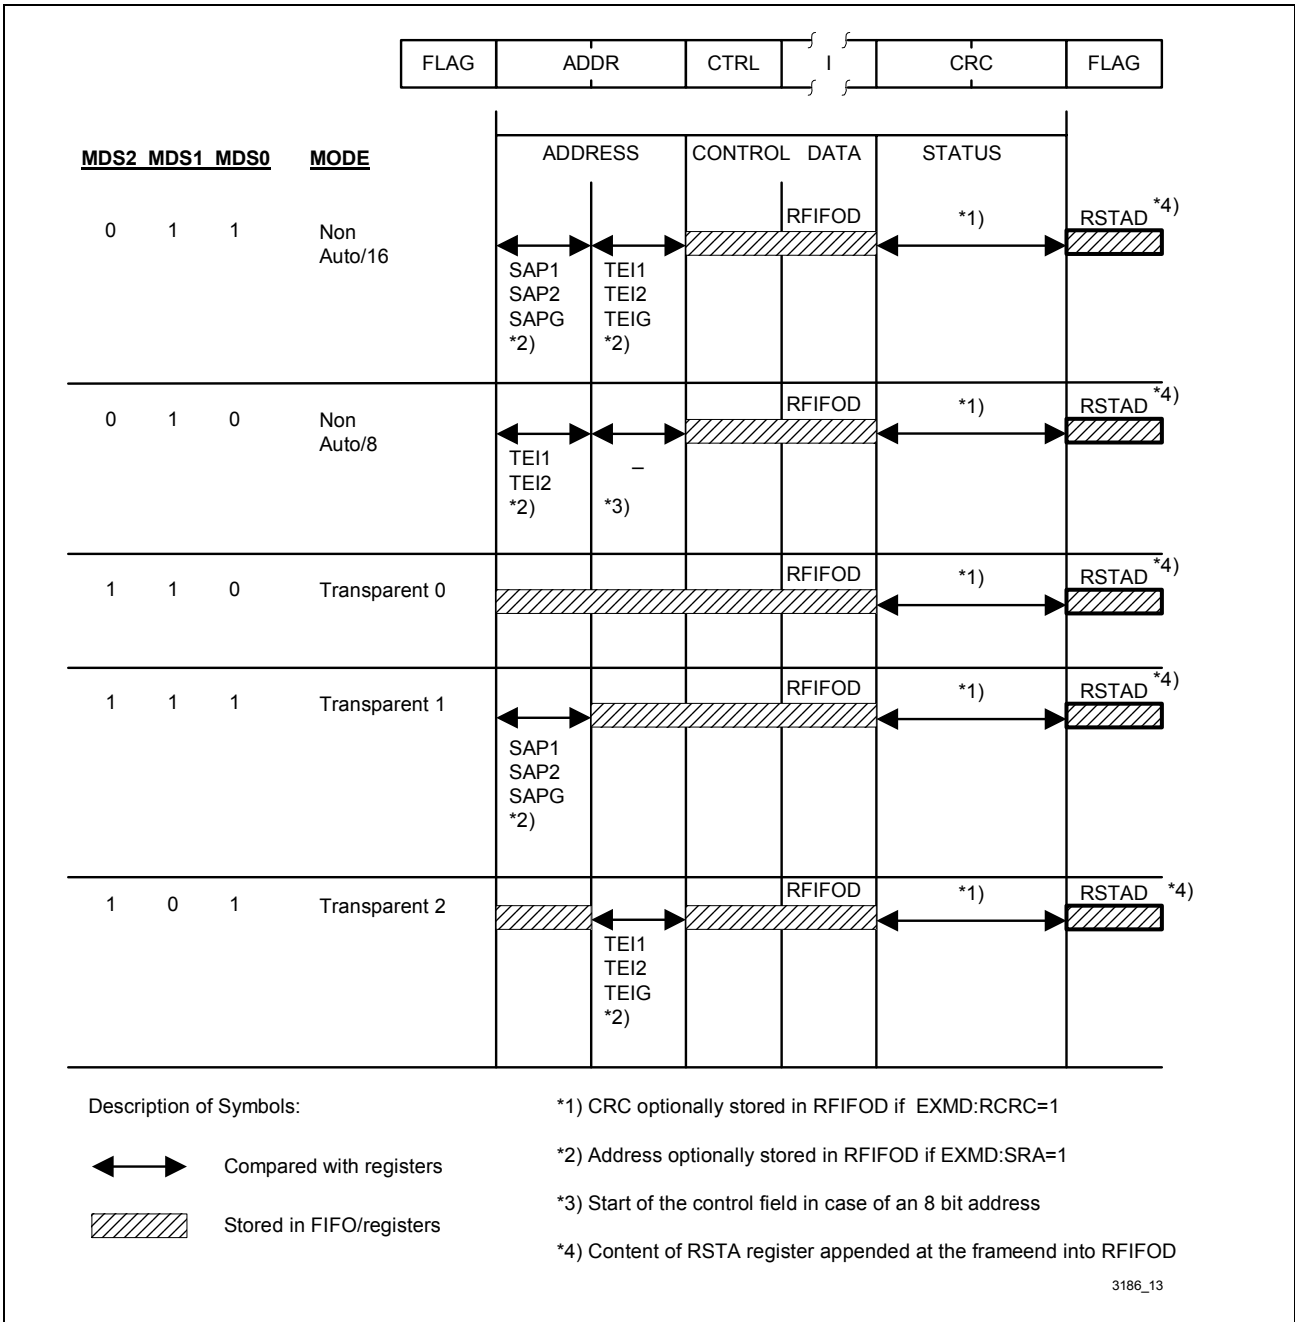 FLAG ADDR CTRL I CRC FLAG
MDS2 MDS1 MDS0 MODE ADDRESS CONTROL DATA STATUS
0 1 1 Non Auto/16 RFIFOD *1) RSTAD *4)
SAP1 TEI1
SAP2 TEI2
SAPG TEIG
*2) *2)
0 1 0 Non Auto/8 RFIFOD *1) RSTAD *4)
TEI1 –
TEI2
*2) *3)
1 1 0 Transparent 0 RFIFOD *1) RSTAD *4)
1 1 1 Transparent 1 RFIFOD *1) RSTAD *4)
SAP1
SAP2
SAPG
*2)
1 0 1 Transparent 2 RFIFOD *1) RSTAD *4)
TEI1
TEI2
TEIG
*2)
Description of Symbols:
Compared with registers
Stored in FIFO/registers
*1) CRC optionally stored in RFIFOD if EXMD:RCRC=1
*2) Address optionally stored in RFIFOD if EXMD:SRA=1
*3) Start of the control field in case of an 8 bit address
*4) Content of RSTA register appended at the frameend into RFIFOD
3186_13